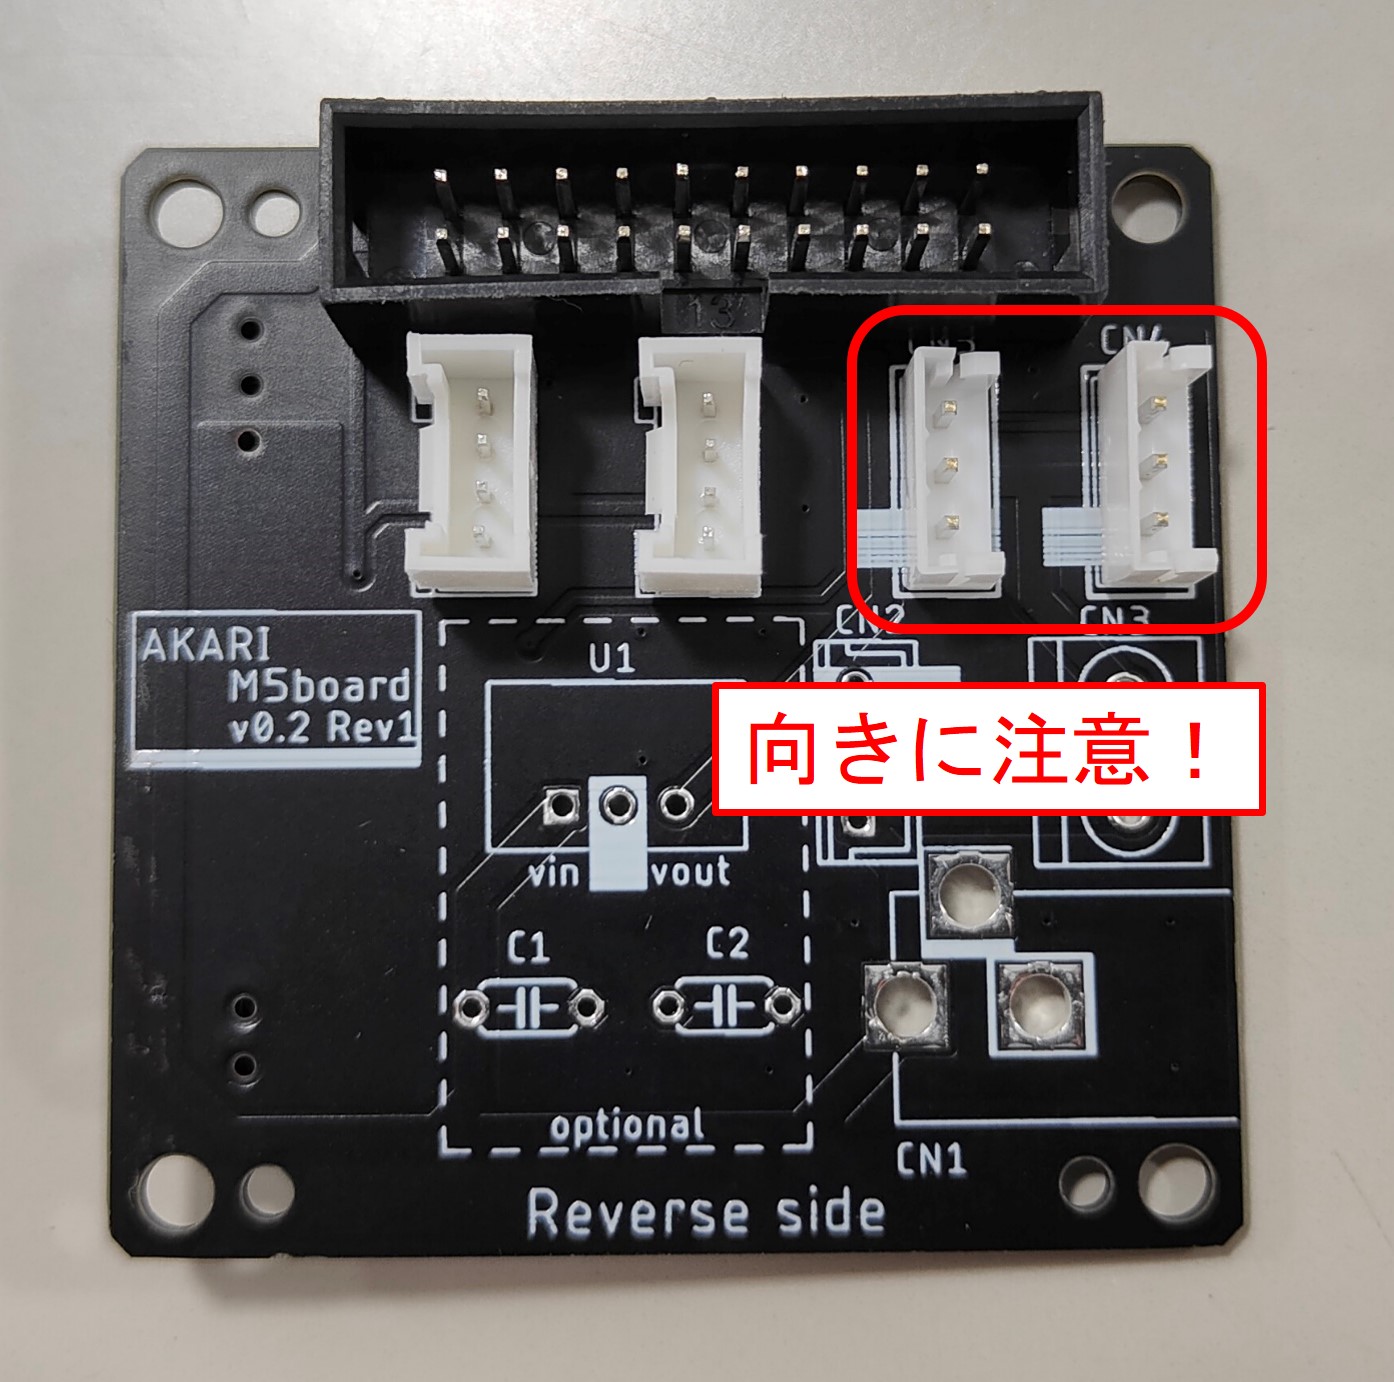 13
CN4
AKARI
M5board
v0.2 Rev1
U1
CN2
CN3
向きに注意！
vin
vout
C1
C2
optional
CN1
Reverse side